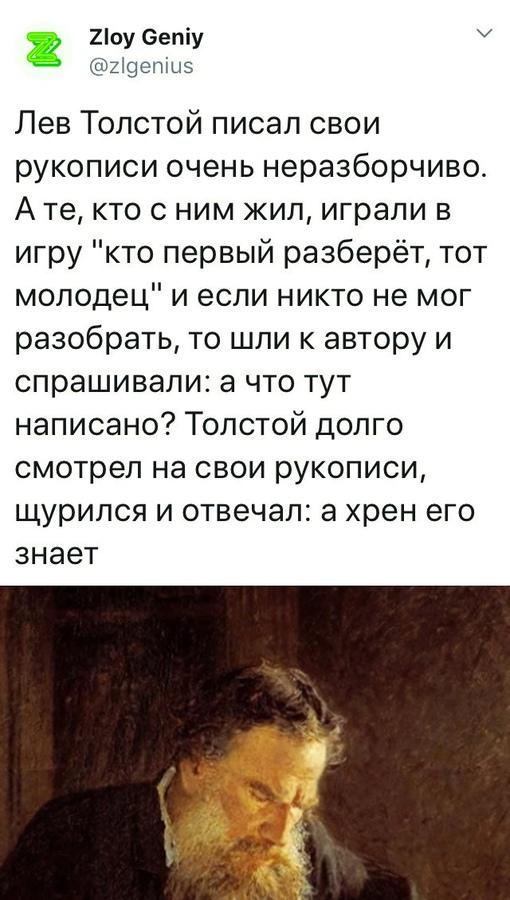 Zloy Geniy
@zlgenius
Лев Толстой писал свои
рукописи очень неразборчиво.
А те, кто с ним жил, играли в
игру "кто первый разберёт, тот
молодец" и если никто не мог
разобрать, то шли к автору и
спрашивали: а что тут
написано? Толстой долго
смотрел на свои рукописи,
щурился и отвечал: а хрен его
знает